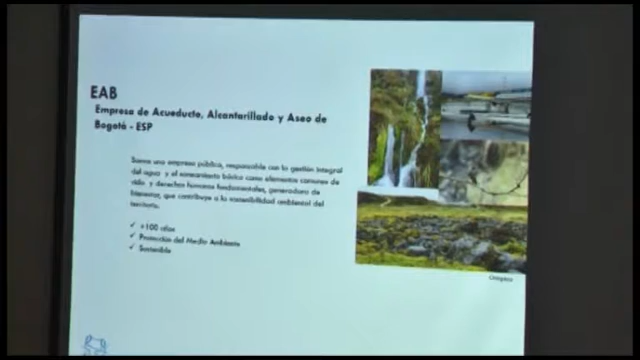 EAB
Empresa de Acueducto, Alcantarillado y Aseo de
Bogotá - ESP
Somos una empresa pública, responsable con la gestión integral
del agua y el saneamiento básico como elementos comunes de
vida y derechos humanos fundamentales, generadora de
bienestar, que contribuye a la sostenibilidad ambiental del
territorio.
✓ +100 años
✓ Promoción del Medio Ambiente
✓ Sostenible